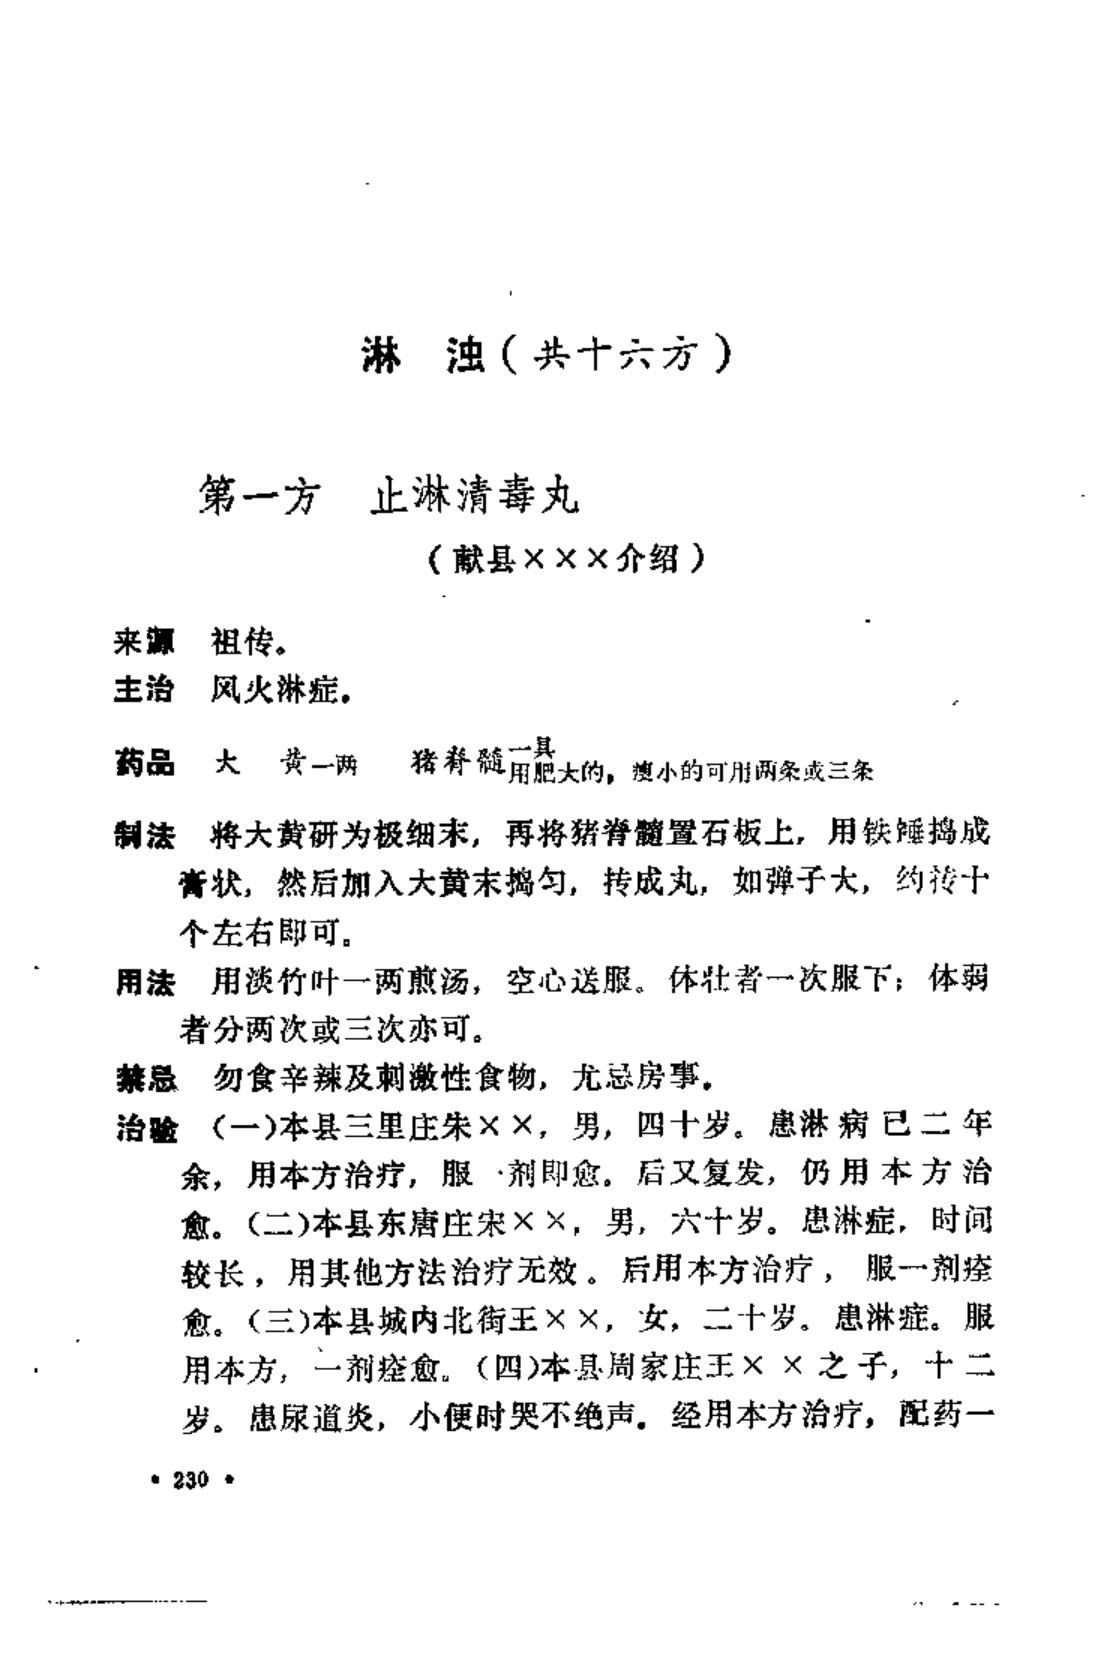 淋　浊（共十六方）
第一方　止淋清毒丸
（献县×××介绍）
来源　祖传。
主治　风火淋症。
药品　大　黄一两　猪脊髓一具
用肥大的，瘦小的可用两条或三条
制法　将大黄研为极细末，再将猪脊髓置石板上，用铁锤捣成
膏状，然后加入大黄末捣匀，抟成丸，如弹子大，约抟十
个左右即可。
用法　用淡竹叶一两煎汤，空心送服。体壮者一次服下；体弱
者分两次或三次亦可。
禁忌　勿食辛辣及刺激性食物，尤忌房事。
治验　（一）本县三里庄朱××，男，四十岁。患淋病已二年
余，用本方治疗，服一剂即愈。后又复发，仍用本方治
愈。（二）本县东唐庄宋××，男，六十岁。患淋症，时间
较长，用其他方法治疗无效。后用本方治疗，服一剂痊
愈。（三）本县城内北街王××，女，二十岁。患淋症。服
用本方，一剂痊愈。（四）本县周家庄王××之子，十二
岁。患尿道炎，小便时哭不绝声。经用本方治疗，配药一
• 230 •